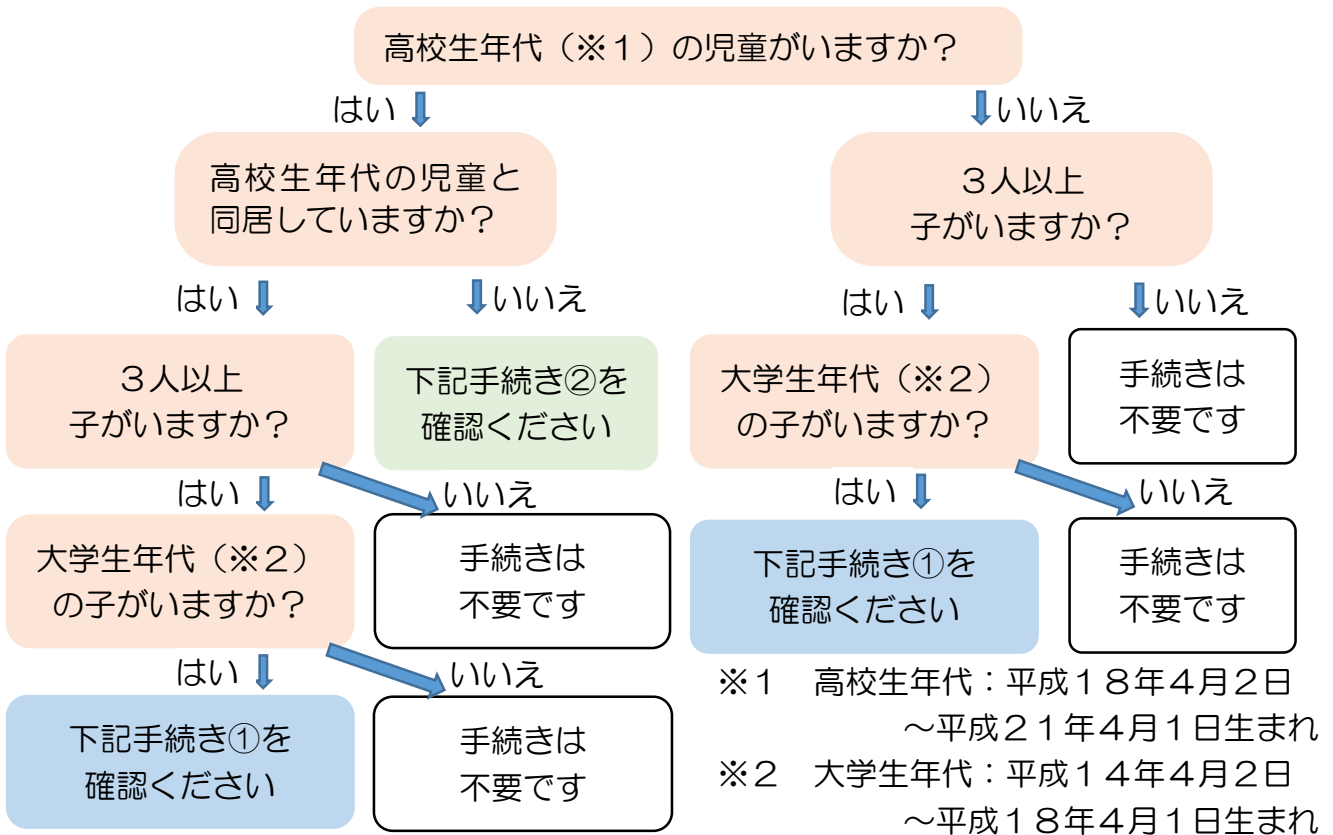 高校生年代（※１）の児童がいますか？
はい
いいえ
高校生年代の児童と
同居していますか？
３人以上
子がいますか？
はい
いいえ
はい
いいえ
３人以上
子がいますか？
下記手続き②を
確認ください
大学生年代（※２）
の子がいますか？
手続きは
不要です
はい
いいえ
はい
いいえ
大学生年代（※２）
の子がいますか？
手続きは
不要です
下記手続き①を
確認ください
手続きは
不要です
はい
いいえ
下記手続き①を
確認ください
手続きは
不要です
※１　高校生年代：平成１８年４月２日
～平成２１年４月１日生まれ
※２　大学生年代：平成１４年４月２日
～平成１８年４月１日生まれ